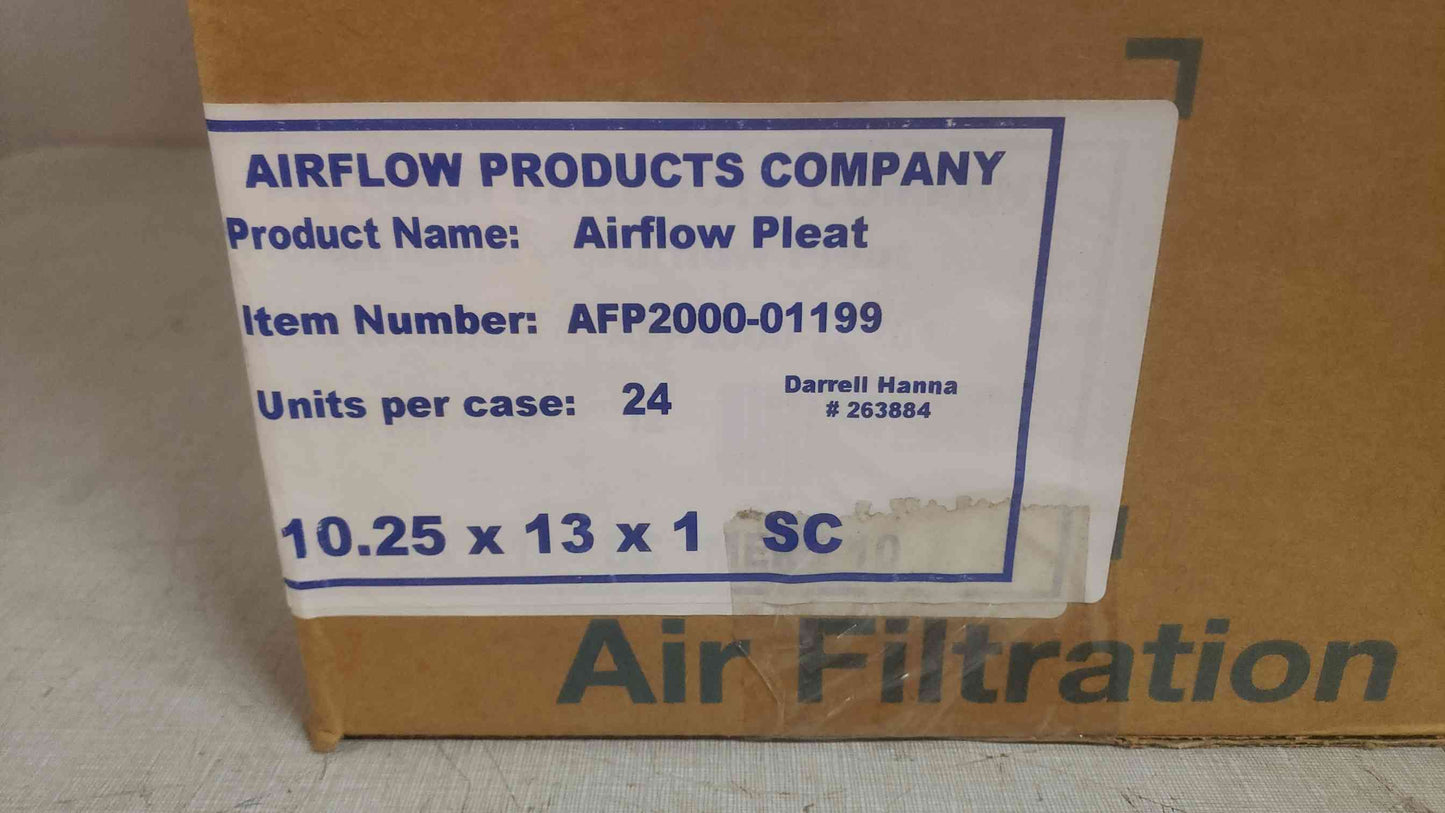 AIRFLOW PRODUCTS COMPANY
Product Name: Airflow Pleat
Item Number: AFP2000-01199
Units per case: 24
Darrell Hanna
# 263884
10.25 x 13 x 1 SC
Air Filtration